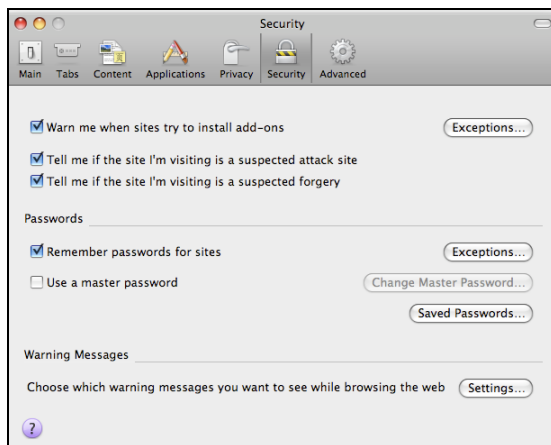 Security
Main Tabs Content Applications Privacy Security Advanced
Warn me when sites try to install add-ons Exceptions...
Tell me if the site I'm visiting is a suspected attack site
Tell me if the site I'm visiting is a suspected forgery
Passwords
Remember passwords for sites Exceptions...
Use a master password Change Master Password...
Saved Passwords...
Warning Messages
Choose which warning messages you want to see while browsing the web Settings...
?